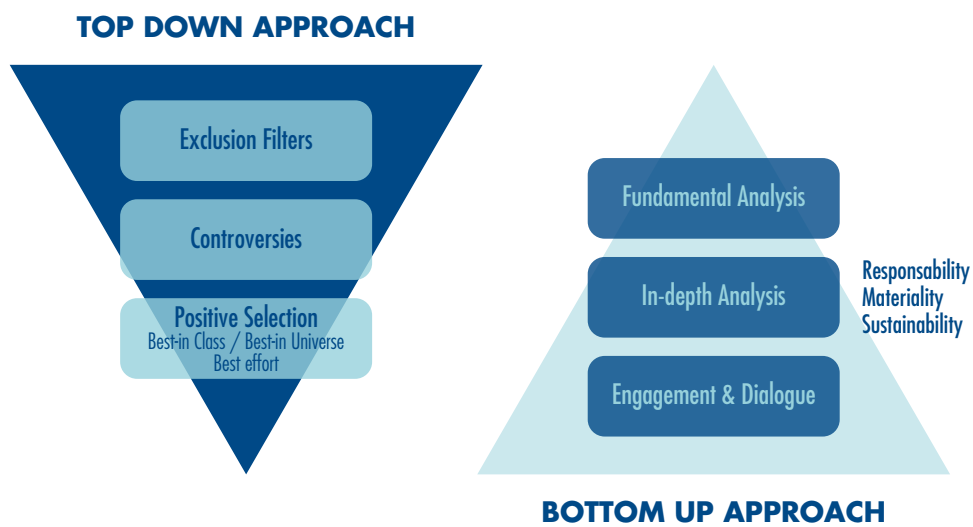 TOP DOWN APPROACH
Exclusion Filters
Controversies
Positive Selection
Best-in Class / Best-in Universe
Best effort
Fundamental Analysis
In-depth Analysis
Responsability
Materiality
Sustainability
Engagement & Dialogue
BOTTOM UP APPROACH